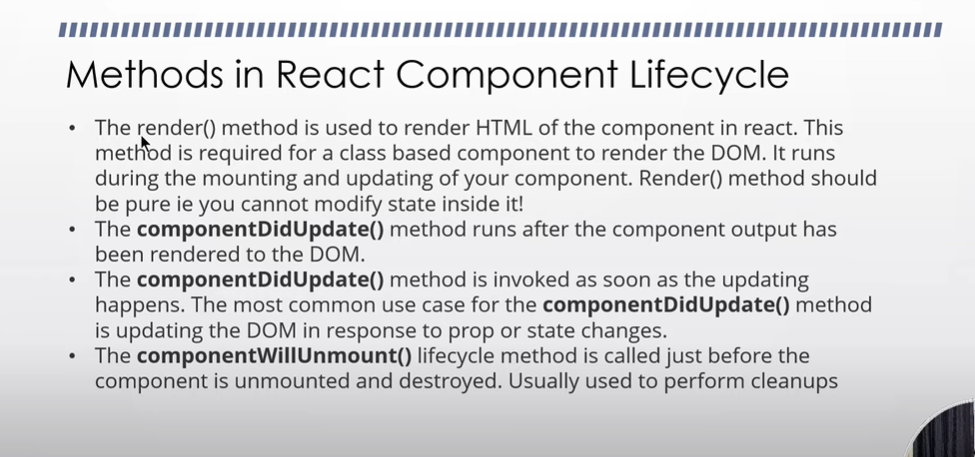 Methods in React Component Lifecycle
• The render() method is used to render HTML of the component in react. This
method is required for a class based component to render the DOM. It runs
during the mounting and updating of your component. Render() method should
be pure ie you cannot modify state inside it!
• The componentDidUpdate() method runs after the component output has
been rendered to the DOM.
• The componentDidUpdate() method is invoked as soon as the updating
happens. The most common use case for the componentDidUpdate() method
is updating the DOM in response to prop or state changes.
• The componentWillUnmount() lifecycle method is called just before the
component is unmounted and destroyed. Usually used to perform cleanups